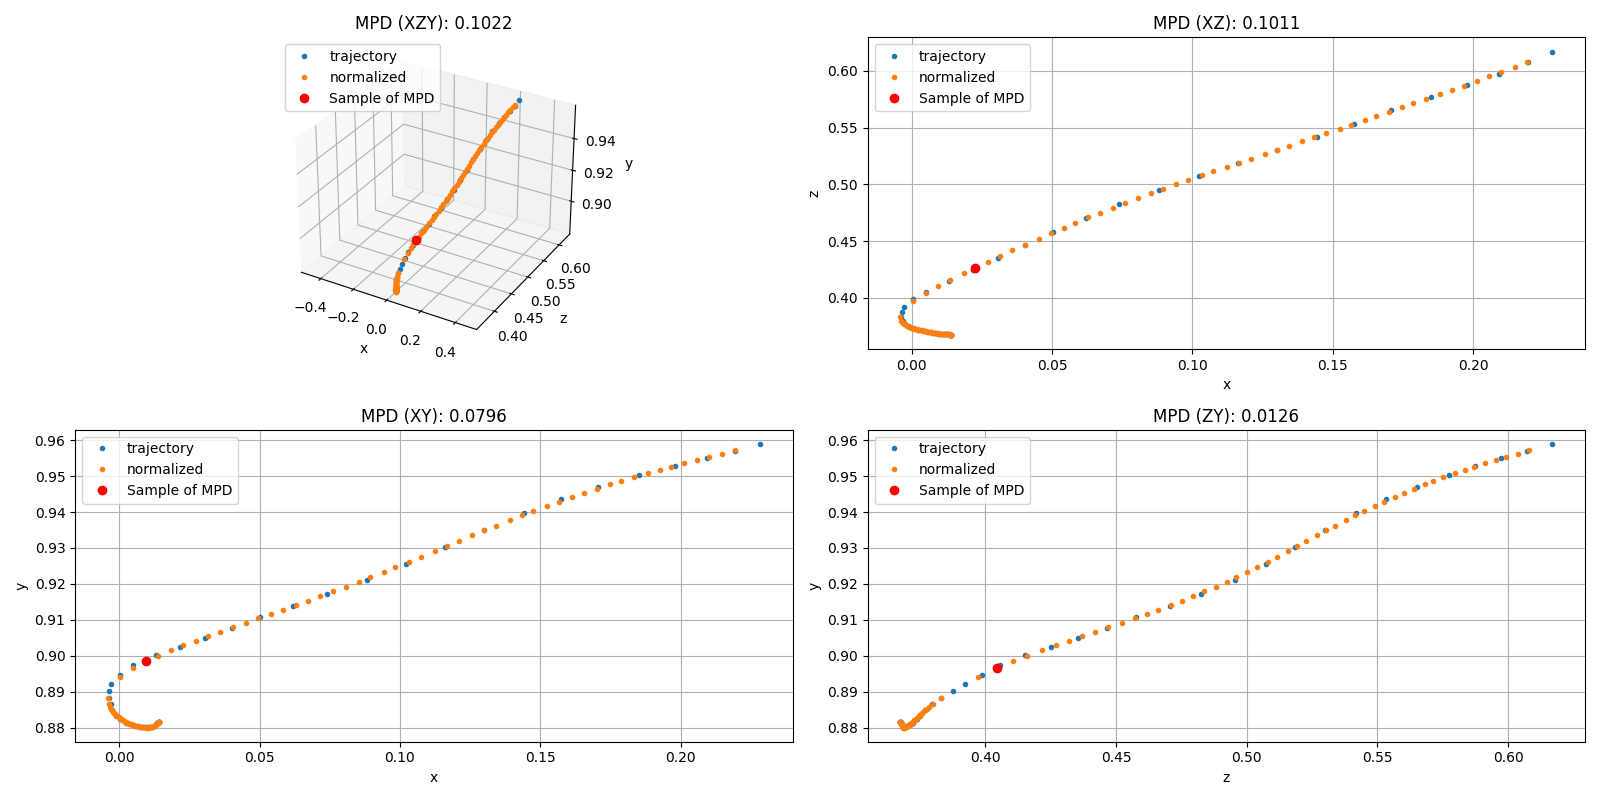 MPD (XZY): 0.1022
trajectory
normalized
Sample of MPD
0.94
0.92
0.90
y
−0.4
−0.2
0.0
0.2
0.4
x
0.40
0.45
0.50
0.55
0.60
z
MPD (XZ): 0.1011
trajectory
normalized
Sample of MPD
0.60
0.55
0.50
0.45
0.40
z
0.00 0.05 0.10 0.15 0.20
x
MPD (XY): 0.0796
trajectory
normalized
Sample of MPD
0.96
0.95
0.94
0.93
0.92
0.91
0.90
0.89
0.88
y
0.00 0.05 0.10 0.15 0.20
x
MPD (ZY): 0.0126
trajectory
normalized
Sample of MPD
0.96
0.95
0.94
0.93
0.92
0.91
0.90
0.89
0.88
y
0.40 0.45 0.50 0.55 0.60
z